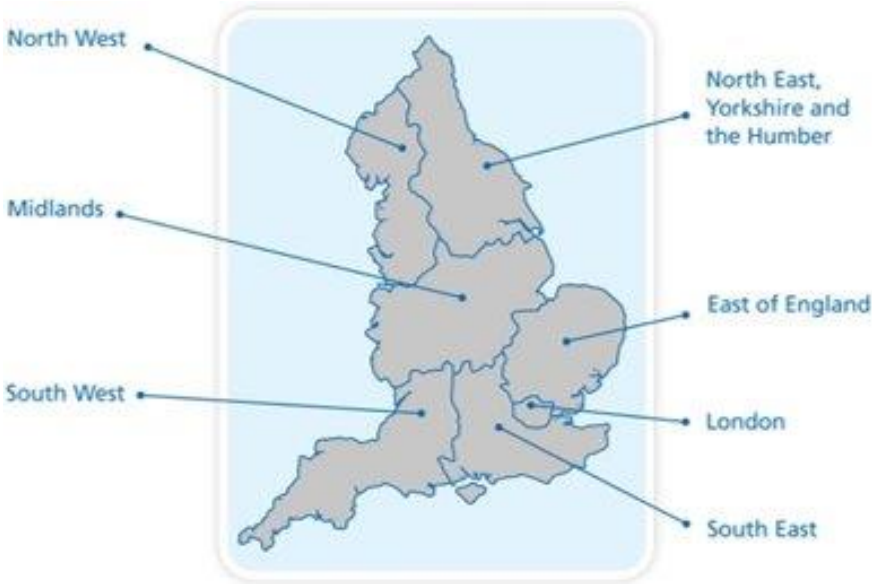 North West
North East,
Yorkshire and
the Humber
Midlands
East of England
South West
London
South East